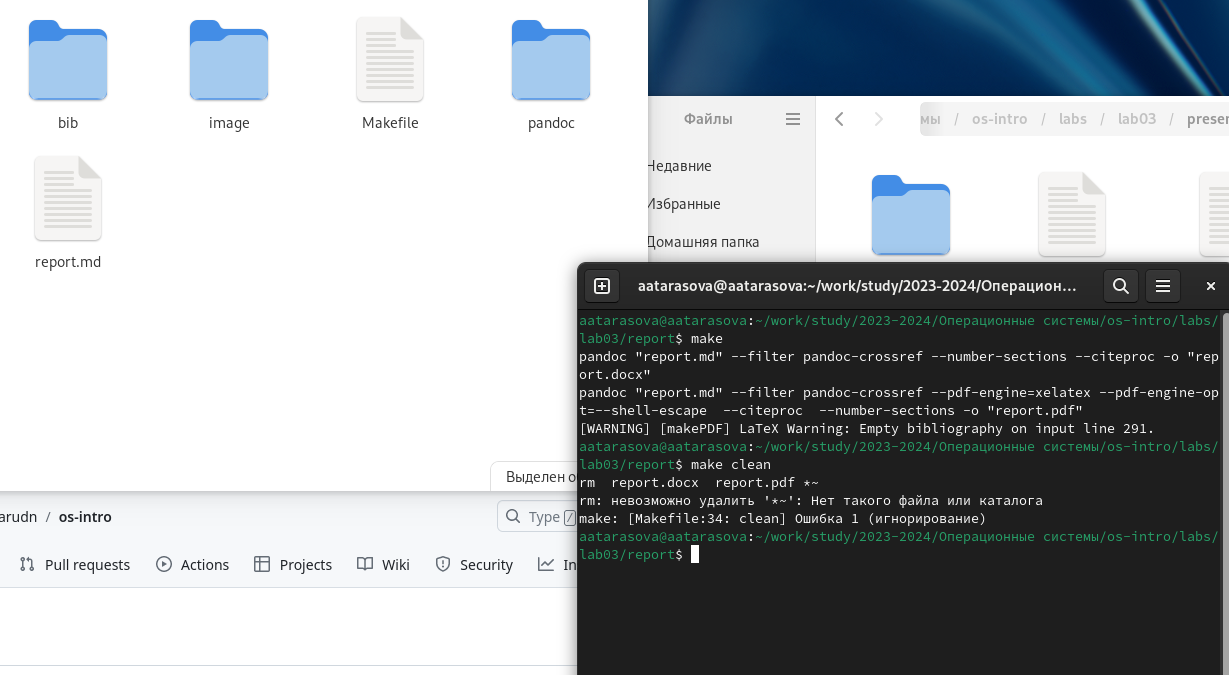 bib
image
Makefile
pandoc
report.md
Выделен о
Файлы
мы / os-intro / labs / lab03 / presen
Недавние
Избранные
Домашняя папка
aatarasova@aatarasova:~/work/study/2023-2024/Операцион...
aatarasova@aatarasova:~/work/study/2023-2024/Операционные системы/os-intro/labs/
lab03/report$ make
pandoc "report.md" --filter pandoc-crossref --number-sections --citeproc -o "rep
ort.docx"
pandoc "report.md" --filter pandoc-crossref --pdf-engine=xelatex --pdf-engine-op
t=--shell-escape  --citeproc  --number-sections -o "report.pdf"
[WARNING] [makePDF] LaTeX Warning: Empty bibliography on input line 291.
aatarasova@aatarasova:~/work/study/2023-2024/Операционные системы/os-intro/labs/
lab03/report$ make clean
rm  report.docx  report.pdf *~
rm: невозможно удалить '*~': Нет такого файла или каталога
make: [Makefile:34: clean] Ошибка 1 (игнорирование)
aatarasova@aatarasova:~/work/study/2023-2024/Операционные системы/os-intro/labs/
lab03/report$
arudn / os-intro
Type /
Pull requests
Actions
Projects
Wiki
Security
In